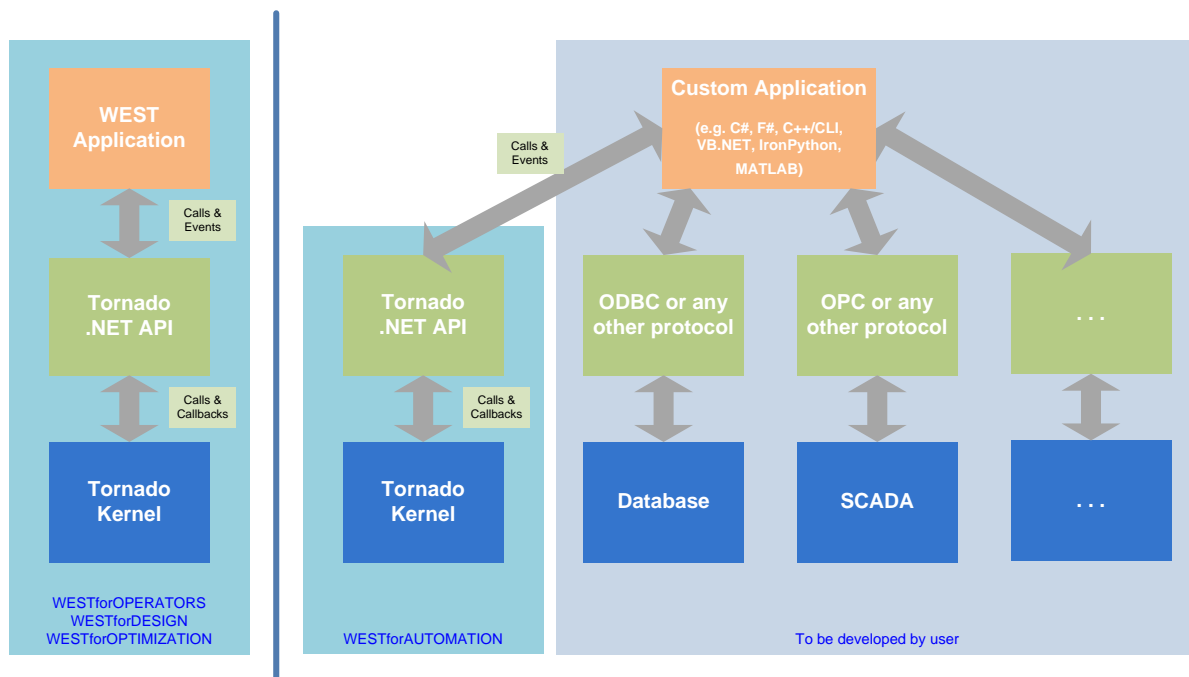 WEST
Application
Calls &
Events
Tornado
.NET API
Calls &
Callbacks
Tornado
Kernel
WESTforOPERATORS
WESTforDESIGN
WESTforOPTIMIZATION
Custom Application
(e.g. C#, F#, C++/CLI,
VB.NET, IronPython,
MATLAB)
Calls &
Events
Tornado
.NET API
Calls &
Callbacks
Tornado
Kernel
WESTforAUTOMATION
ODBC or any
other protocol
OPC or any
other protocol
. . .
Database
SCADA
. . .
To be developed by user